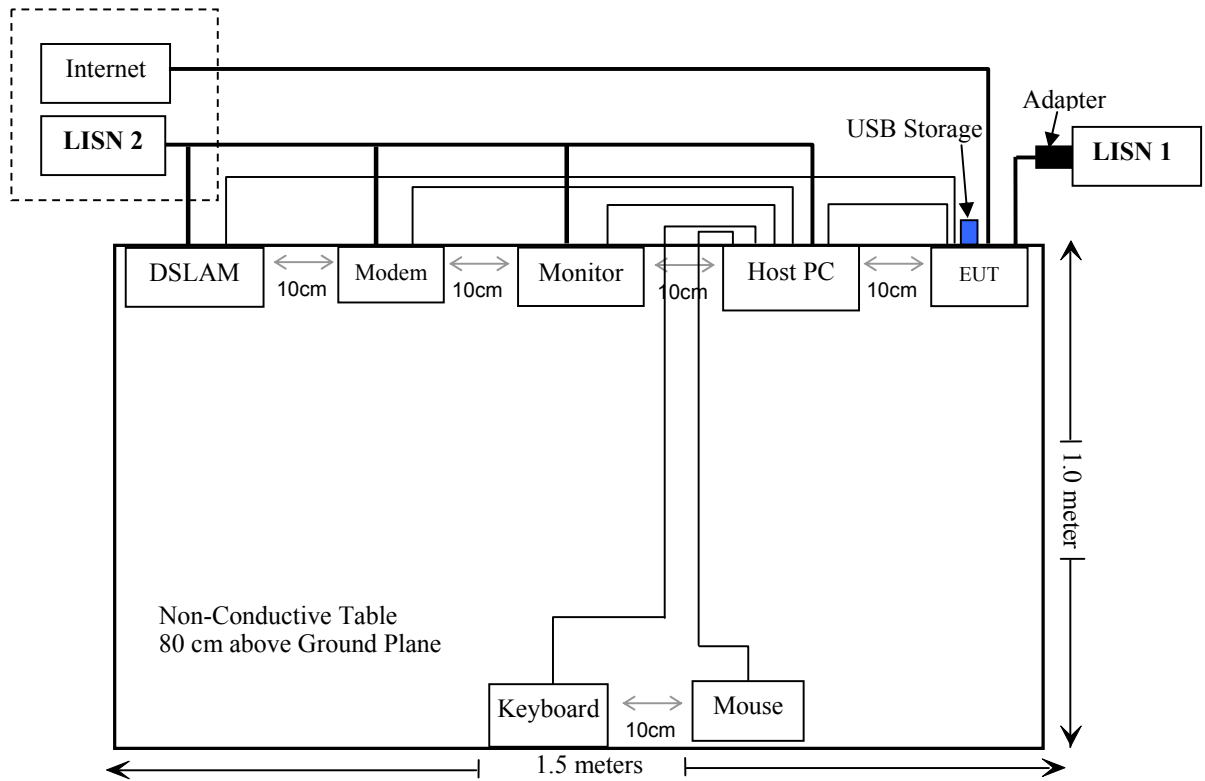 Internet
LISN 2
USB Storage
Adapter
LISN 1
DSLAM
10cm
Modem
10cm
Monitor
10cm
Host PC
10cm
EUT
1.0 meter
Non-Conductive Table
80 cm above Ground Plane
Keyboard
10cm
Mouse
1.5 meters